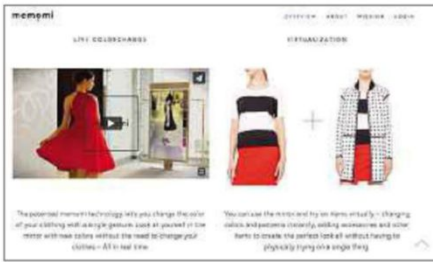 memomi
OVERVIEW ABOUT MEMOMI LOGIN
LIVE COLORCHANGE
VIRTUALIZATION
The patented memomi technology lets you change the color
of your clothing with a single gesture. Look at yourself in the
mirror with new colors without the need to change your
clothes – All in real time
You can use the mirror and try on items virtually – changing
colors and patterns instantly, adding accessories and other
items to create the perfect look all without having to
physically trying on a single thing